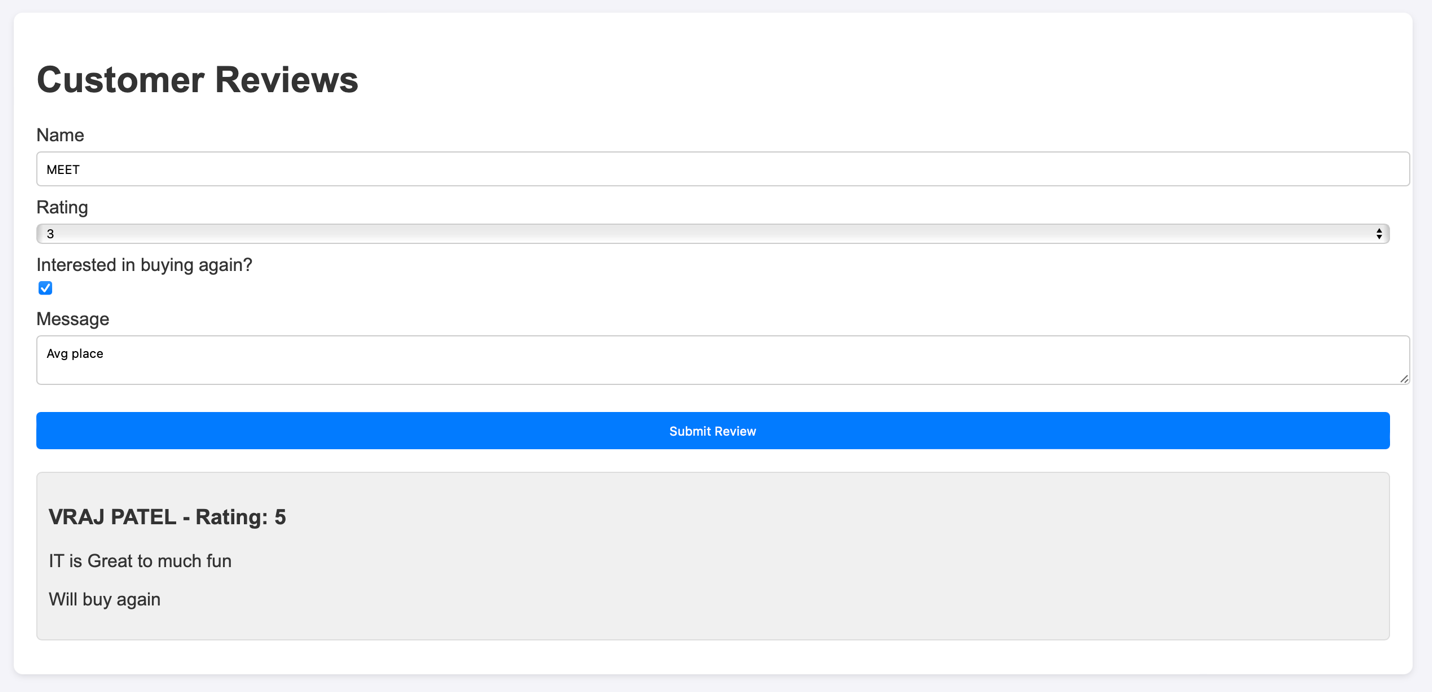 Customer Reviews
Name
MEET
Rating
3
Interested in buying again?
Message
Avg place
Submit Review
VRAJ PATEL - Rating: 5
IT is Great to much fun
Will buy again